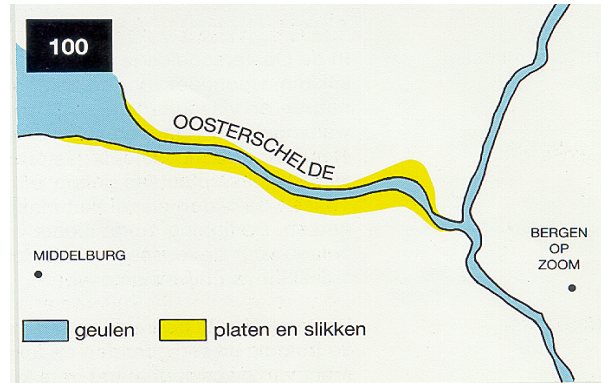 100
OOSTERSCHELDE
BERGEN
OP
ZOOM
MIDDELBURG
geulen
platen en slikken